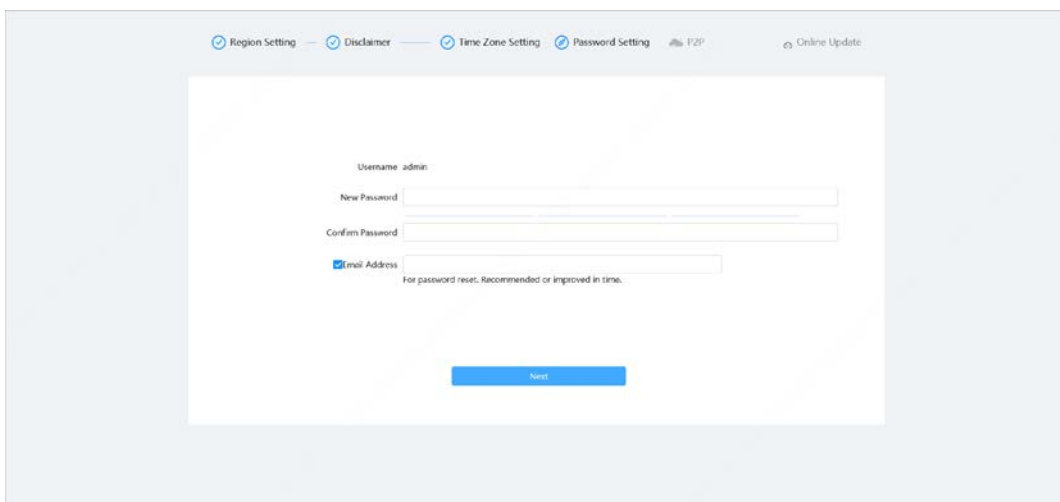 Region Setting Disclaimer Time Zone Setting Password Setting P2P Online Update
Username admin
New Password
Confirm Password
Email Address
For password reset. Recommended or improved in time.
Next